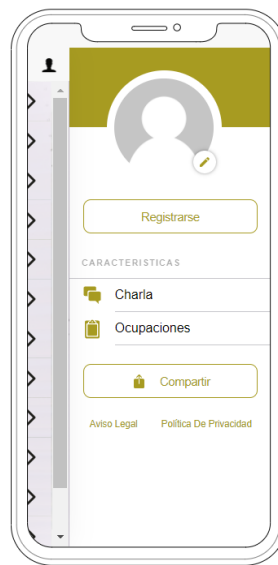 Registrarse
CARACTERISTICAS
Charla
Ocupaciones
Compartir
Aviso Legal Política De Privacidad